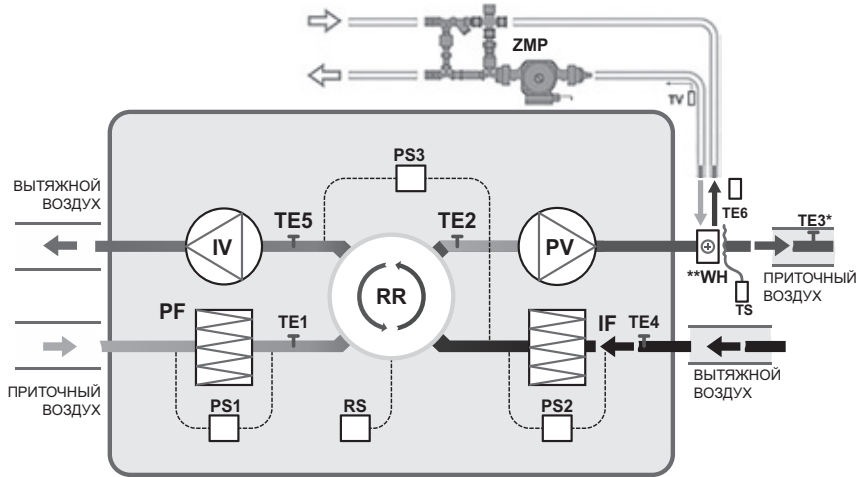 ZMP
TV
PS3
ВЫТЯЖНОЙ
ВОЗДУХ
IV
TE5
TE2
PV
TE6
TE3*
**WH
TS
ПРИТОЧНЫЙ
ВОЗДУХ
RR
PF
TE1
IF
TE4
ПРИТОЧНЫЙ
ВОЗДУХ
PS1
RS
PS2
ВЫТЯЖНОЙ
ВОЗДУХ